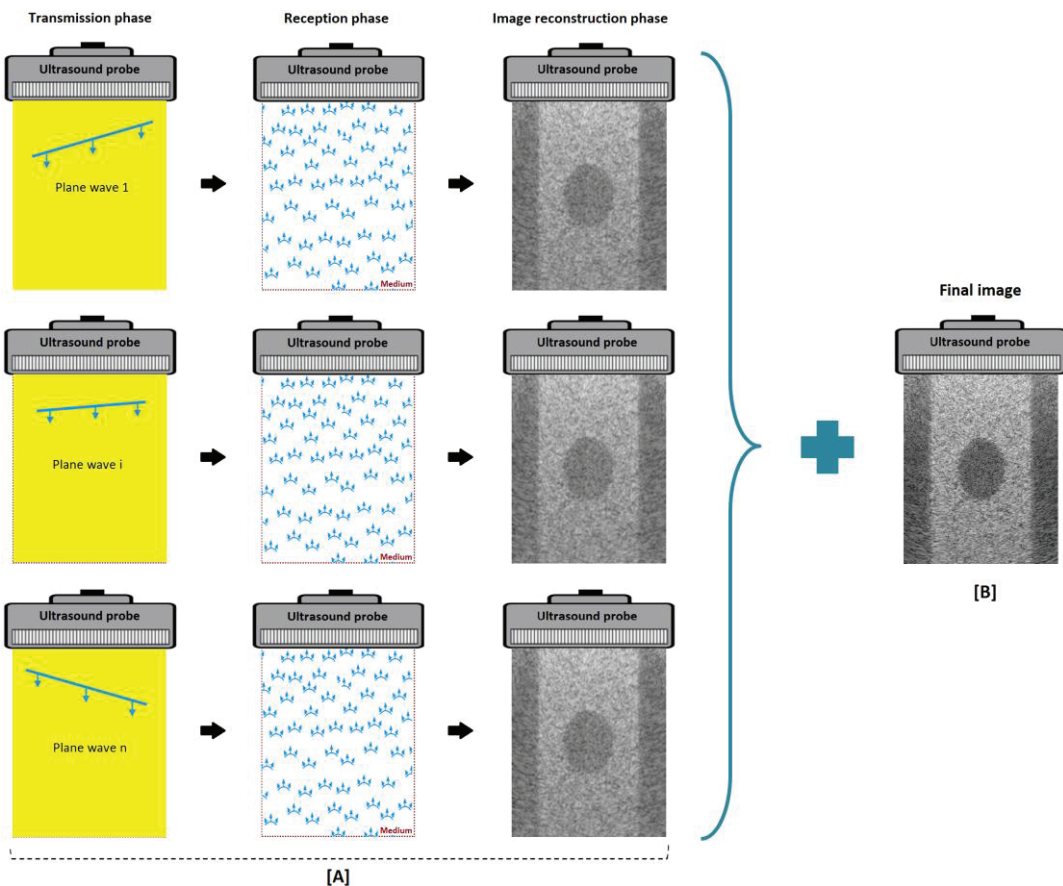 Transmission phase
Reception phase
Image reconstruction phase
Ultrasound probe
Ultrasound probe
Ultrasound probe
Plane wave 1
Medium
Final image
Ultrasound probe
Ultrasound probe
Ultrasound probe
Ultrasound probe
Plane wave i
Medium
[B]
Ultrasound probe
Ultrasound probe
Ultrasound probe
Plane wave n
Medium
[A]